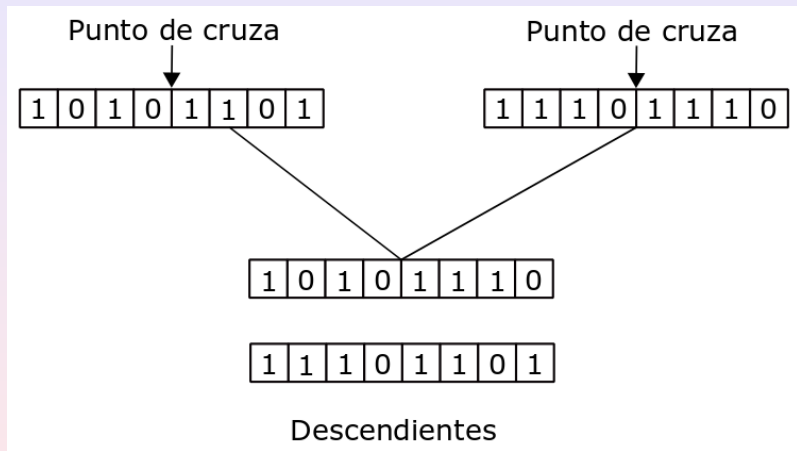 Punto de cruza Punto de cruza
1 0 1 0 1 1 0 1 1 1 1 0 1 1 1 0
1 0 1 0 1 1 1 0
1 1 1 0 1 1 0 1
Descendientes